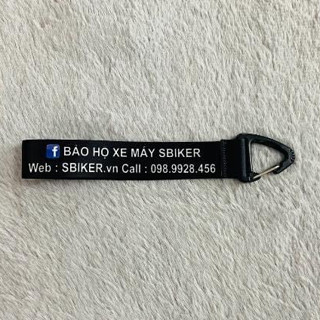 BẢO HỘ XE MÁY SBIKER
Web : SBIKER.vn Call : 098.9928.456